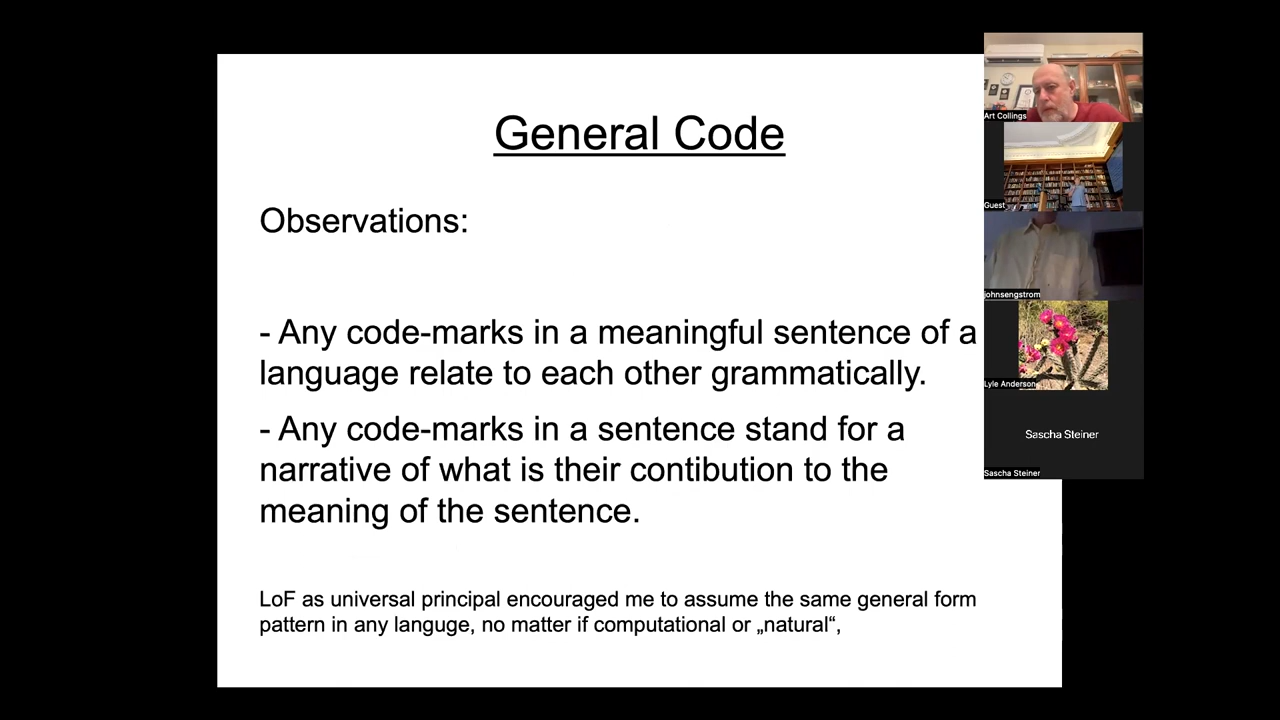 General Code
Observations:
- Any code-marks in a meaningful sentence of a
language relate to each other grammatically.
- Any code-marks in a sentence stand for a
narrative of what is their contibution to the
meaning of the sentence.
LoF as universal principal encouraged me to assume the same general form
pattern in any languge, no matter if computational or „natural“,
Art Collings
Guest
johnsengstrom
Lyle Anderson
Sascha Steiner
Sascha Steiner